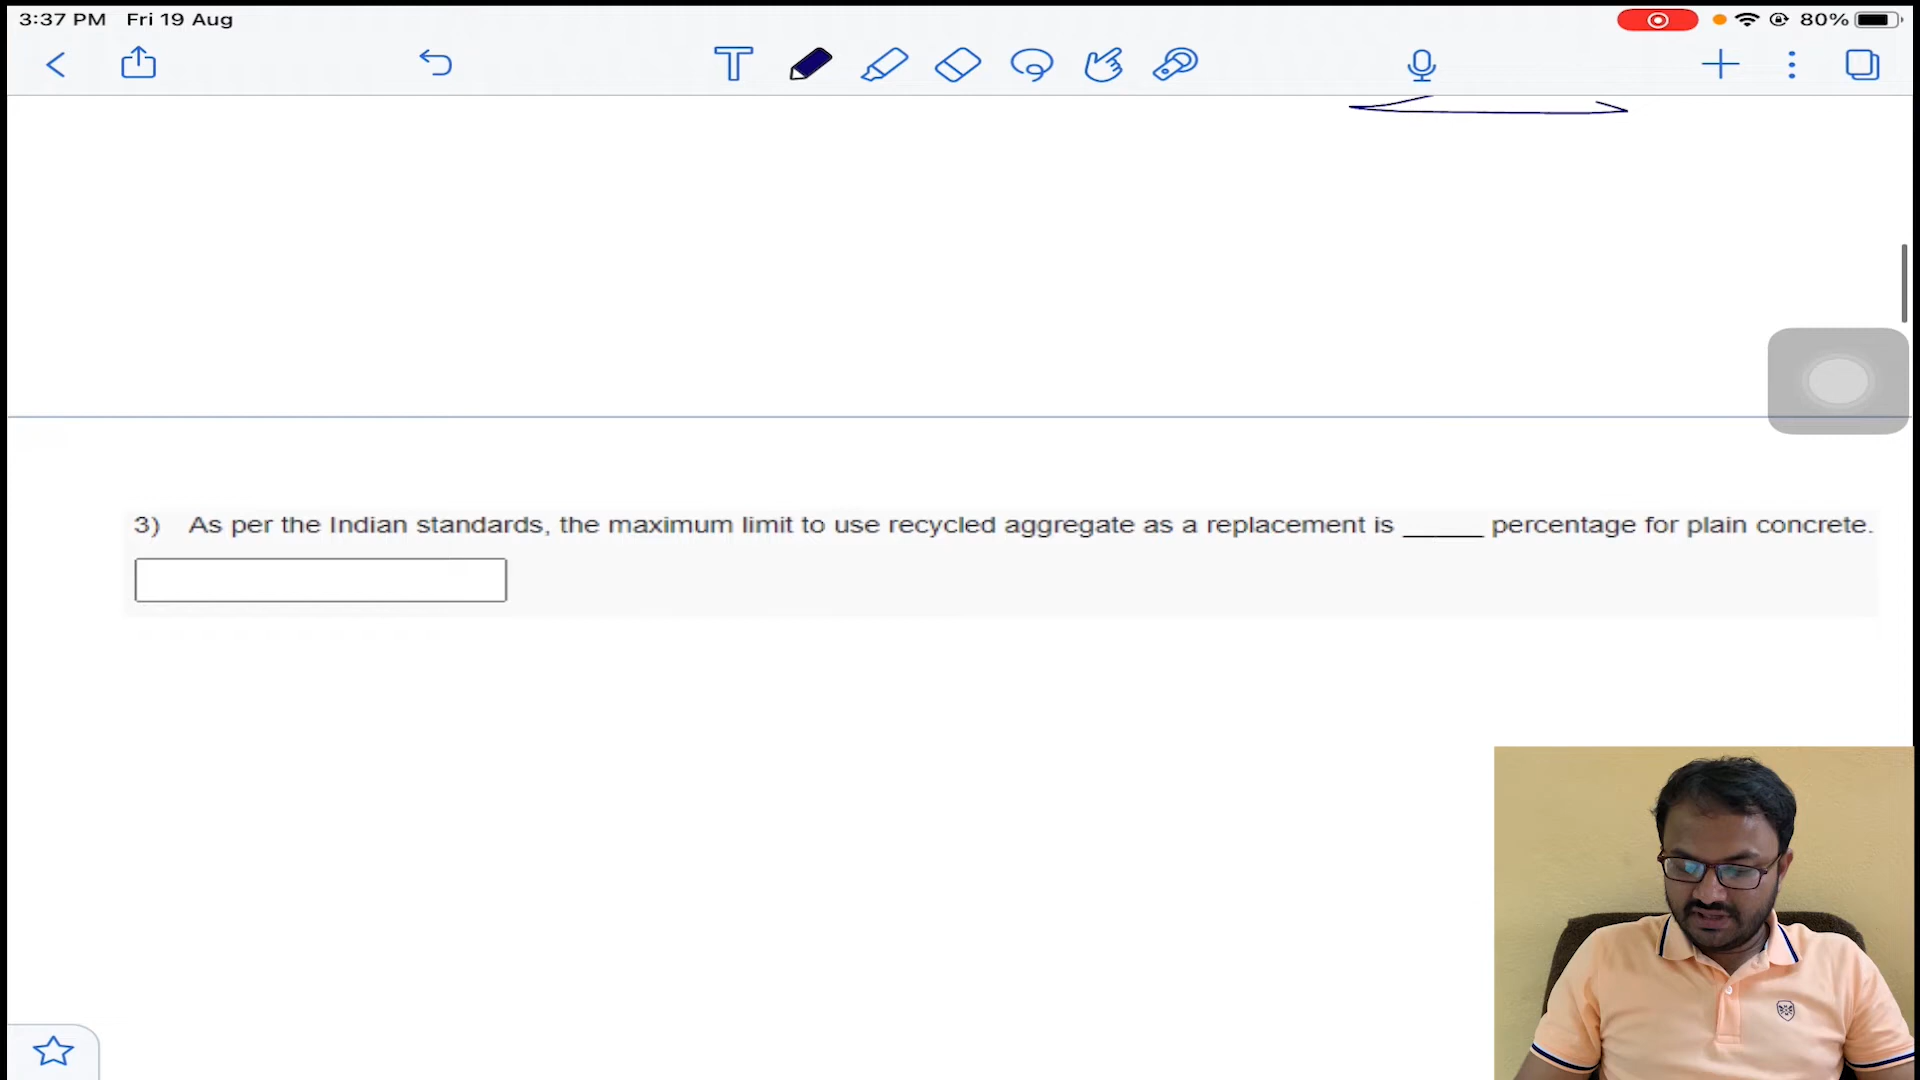 3:37 PM Fri 19 Aug
80%
3) As per the Indian standards, the maximum limit to use recycled aggregate as a replacement is ______ percentage for plain concrete.